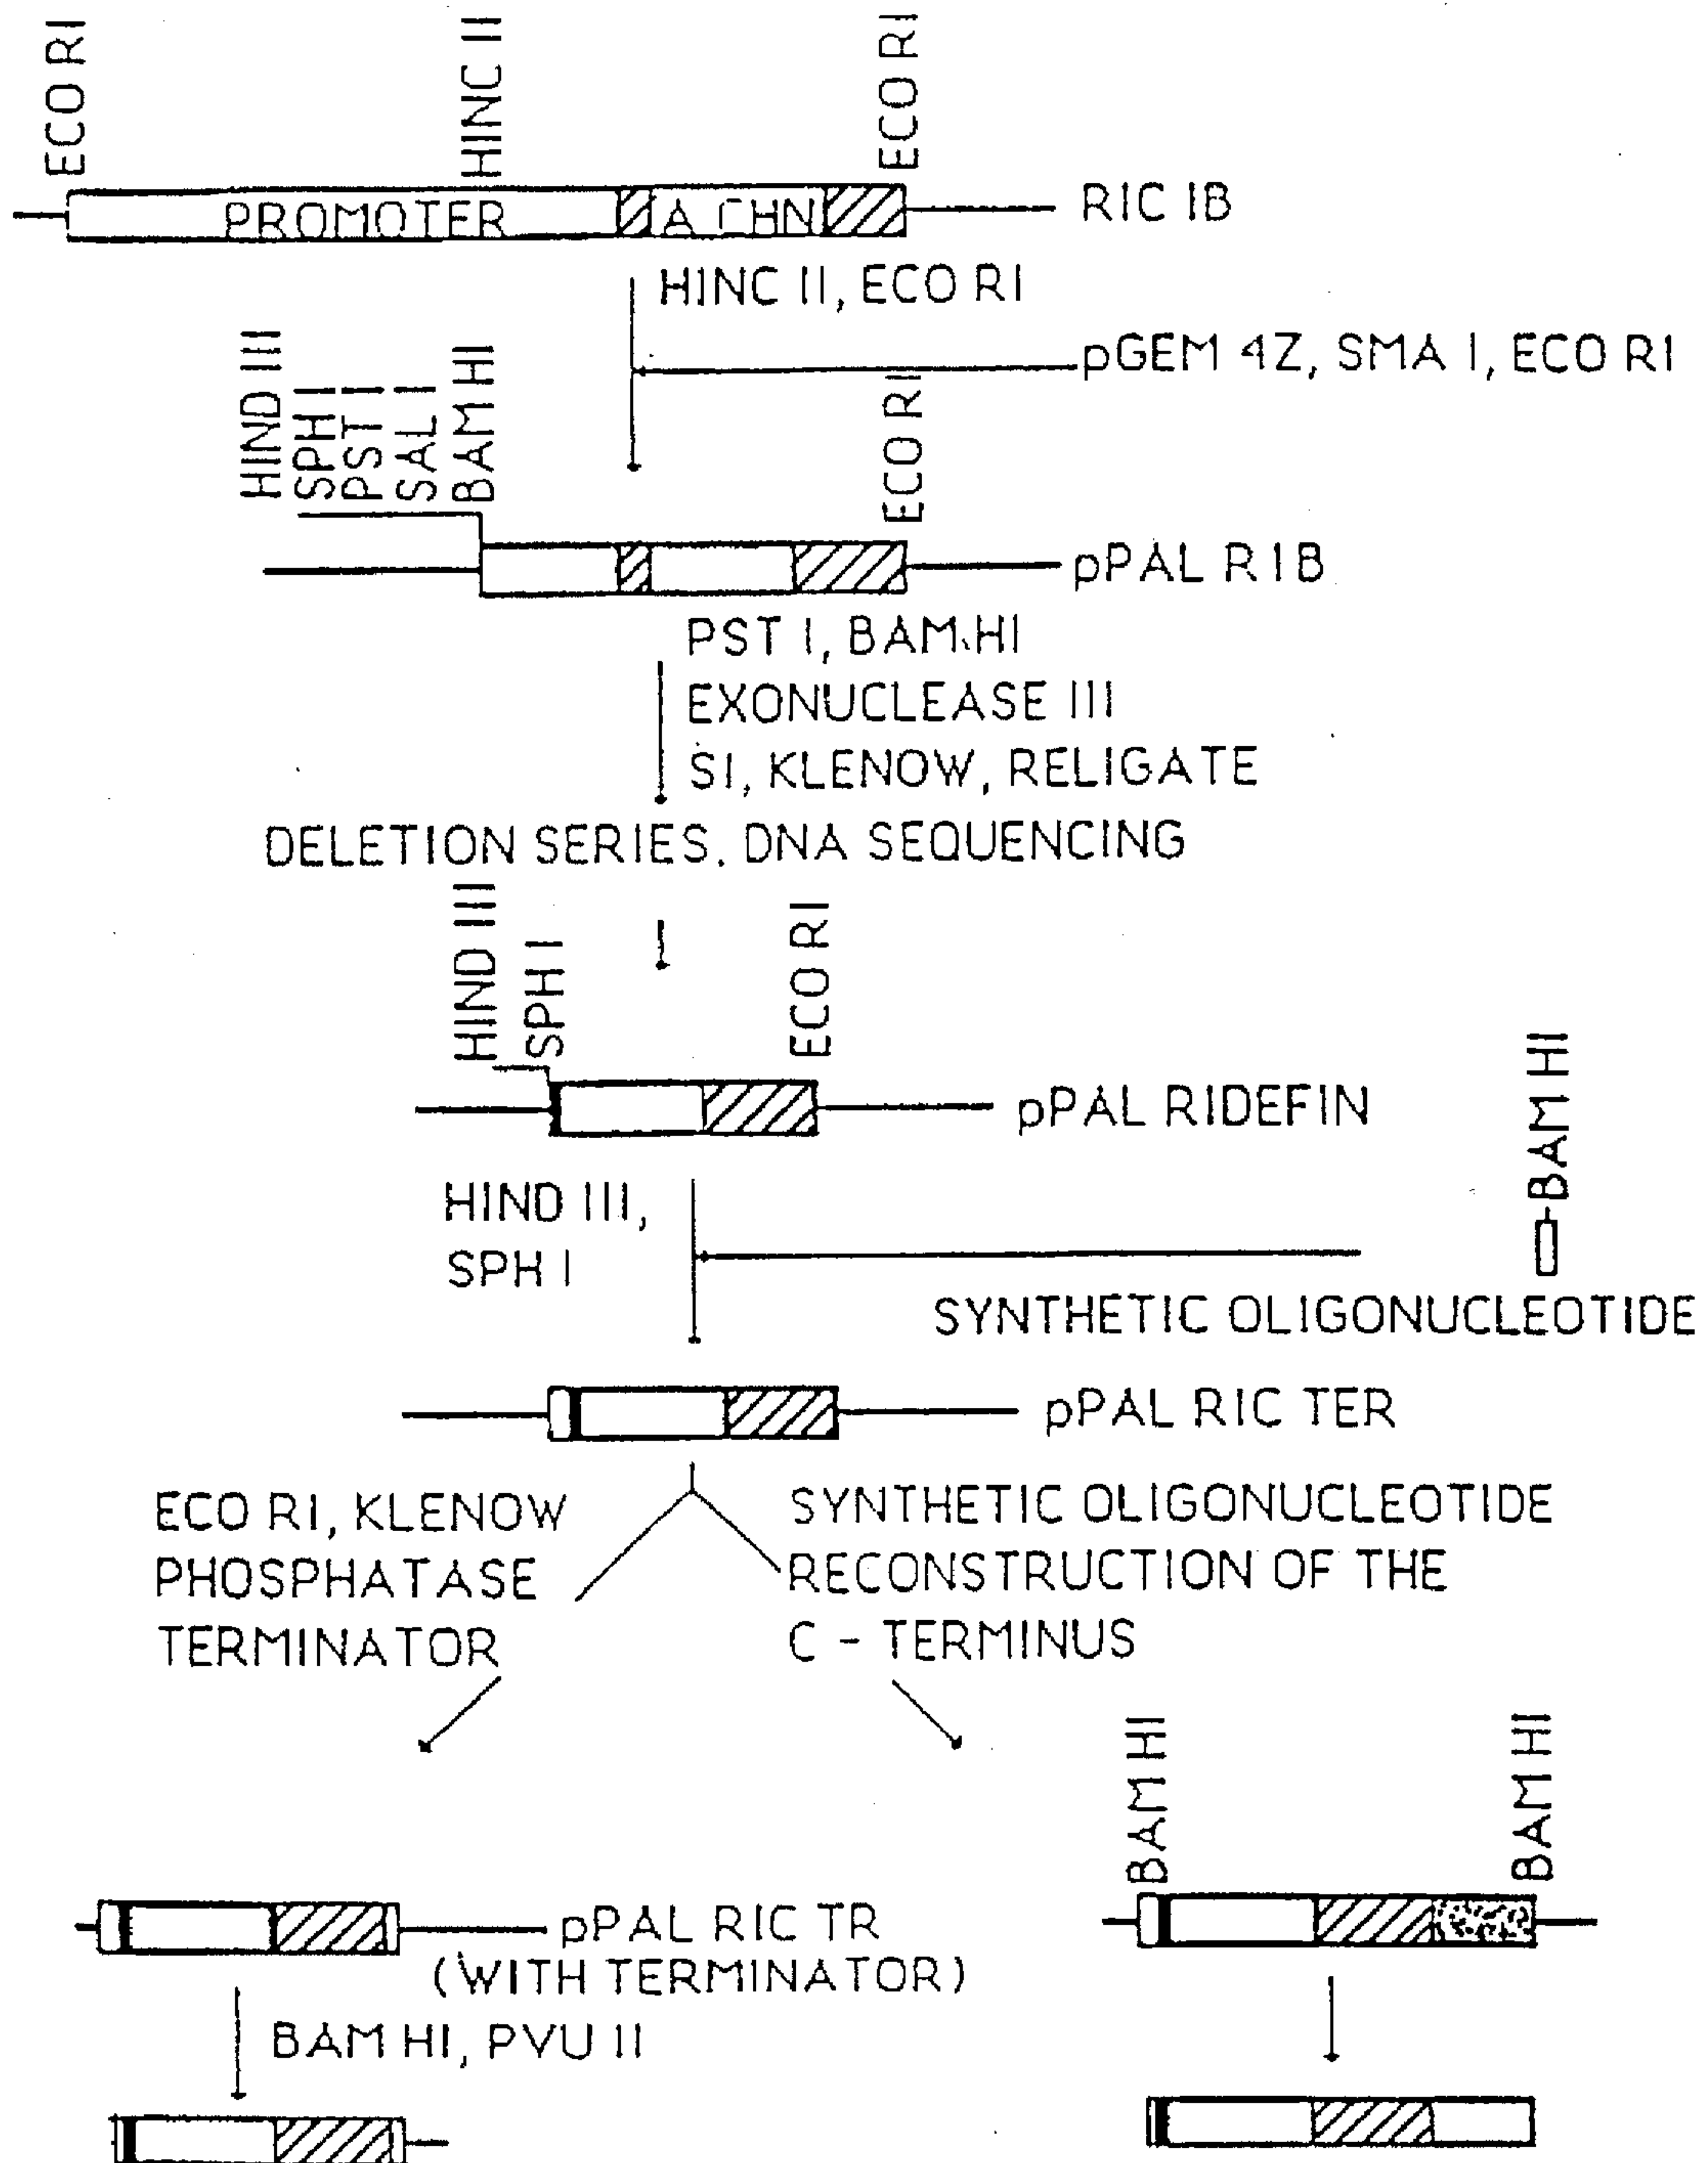 ECO RI
HINC II
ECO RI
PROMOTER
A CHN
RIC IB
HINC II, ECO RI
pGEM 4Z, SMA I, ECO RI
HIND III
SPH I
PST I
SAL I
BAM HI
ECO RI
pPAL R I B
PST I, BAM HI
EXONUCLEASE III
SI, KLENOW, RELIGATE
DELETION SERIES. DNA SEQUENCING
HIND III
SPH I
ECO RI
pPAL RIDEFIN
BAM HI
HIND III,
SPH I
SYNTHETIC OLIGONUCLEOTIDE
pPAL RIC TER
ECO RI, KLENOW
PHOSPHATASE
TERMINATOR
SYNTHETIC OLIGONUCLEOTIDE
RECONSTRUCTION OF THE
C - TERMINUS
BAM HI
BAM HI
pPAL RIC TR
(WITH TERMINATOR)
BAM HI, PVU II